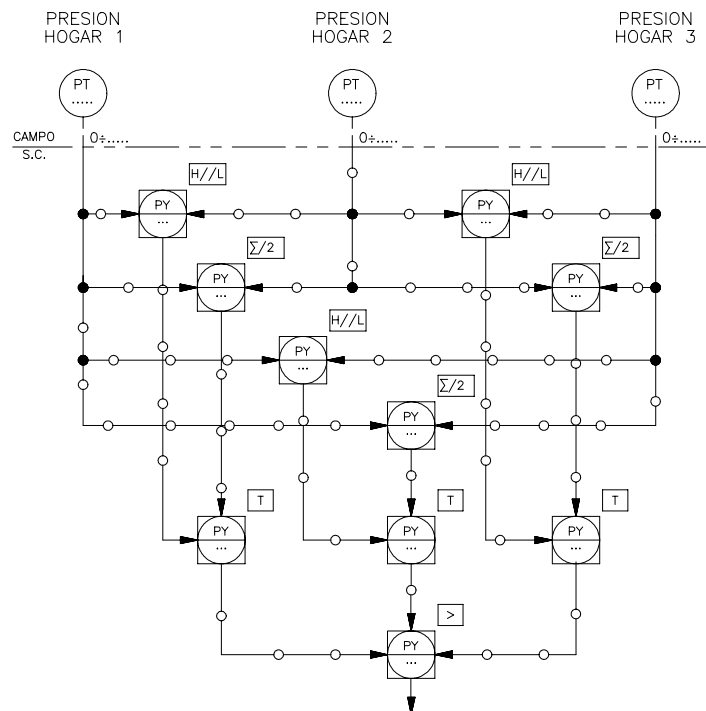 PRESION
HOGAR 1
PRESION
HOGAR 2
PRESION
HOGAR 3
PT
.....
PT
.....
PT
.....
CAMPO
0÷.....
0÷.....
0÷.....
S.C.
H//L
H//L
PY
...
PY
...
∑/2
∑/2
PY
...
PY
...
H//L
PY
...
∑/2
PY
...
T
T
T
PY
...
PY
...
PY
...
>
PY
...